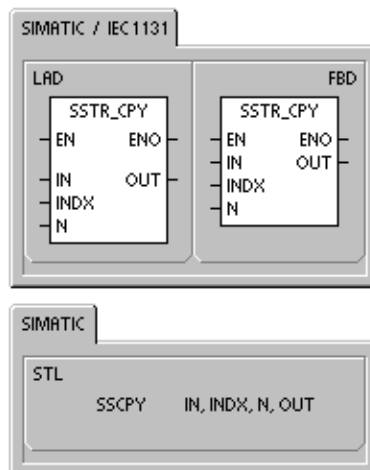 SIMATIC / IEC1131
LAD
FBD
SSTR_CPY
EN ENO
IN OUT
INDX
N
SSTR_CPY
EN ENO
IN OUT
INDX
N
SIMATIC
STL
SSCPY IN, INDX, N, OUT